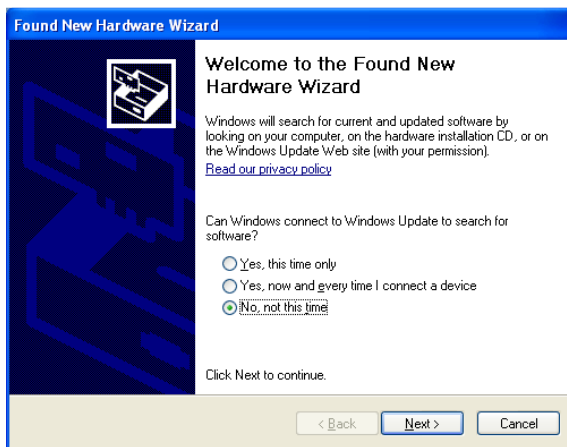 Found New Hardware Wizard
Welcome to the Found New
Hardware Wizard
Windows will search for current and updated software by
looking on your computer, on the hardware installation CD, or on
the Windows Update Web site (with your permission).
Read our privacy policy
Can Windows connect to Windows Update to search for
software?
Yes, this time only
Yes, now and every time I connect a device
No, not this time
Click Next to continue.
< Back Next > Cancel